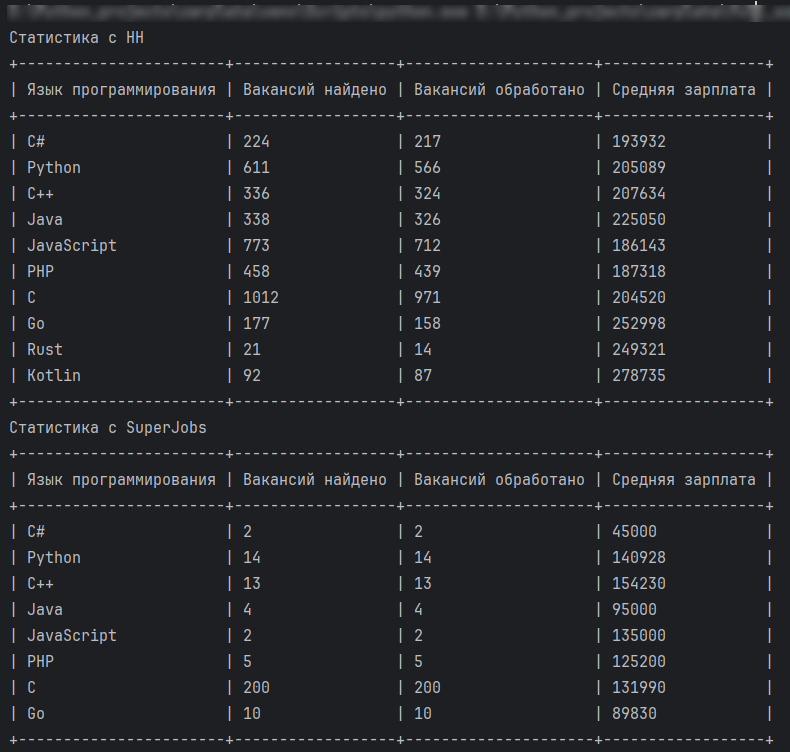 Статистика с HH
+-----------------------+------------------+---------------------+------------------+
| Язык программирования | Вакансий найдено | Вакансий обработано | Средняя зарплата |
+-----------------------+------------------+---------------------+------------------+
| C# | 224 | 217 | 193932 |
| Python | 611 | 566 | 205089 |
| C++ | 336 | 324 | 207634 |
| Java | 338 | 326 | 225050 |
| JavaScript | 773 | 712 | 186143 |
| PHP | 458 | 439 | 187318 |
| C | 1012 | 971 | 204520 |
| Go | 177 | 158 | 252998 |
| Rust | 21 | 14 | 249321 |
| Kotlin | 92 | 87 | 278735 |
+-----------------------+------------------+---------------------+------------------+
Статистика с SuperJobs
+-----------------------+------------------+---------------------+------------------+
| Язык программирования | Вакансий найдено | Вакансий обработано | Средняя зарплата |
+-----------------------+------------------+---------------------+------------------+
| C# | 2 | 2 | 45000 |
| Python | 14 | 14 | 140928 |
| C++ | 13 | 13 | 154230 |
| Java | 4 | 4 | 95000 |
| JavaScript | 2 | 2 | 135000 |
| PHP | 5 | 5 | 125200 |
| C | 200 | 200 | 131990 |
| Go | 10 | 10 | 89830 |
+-----------------------+------------------+---------------------+------------------+